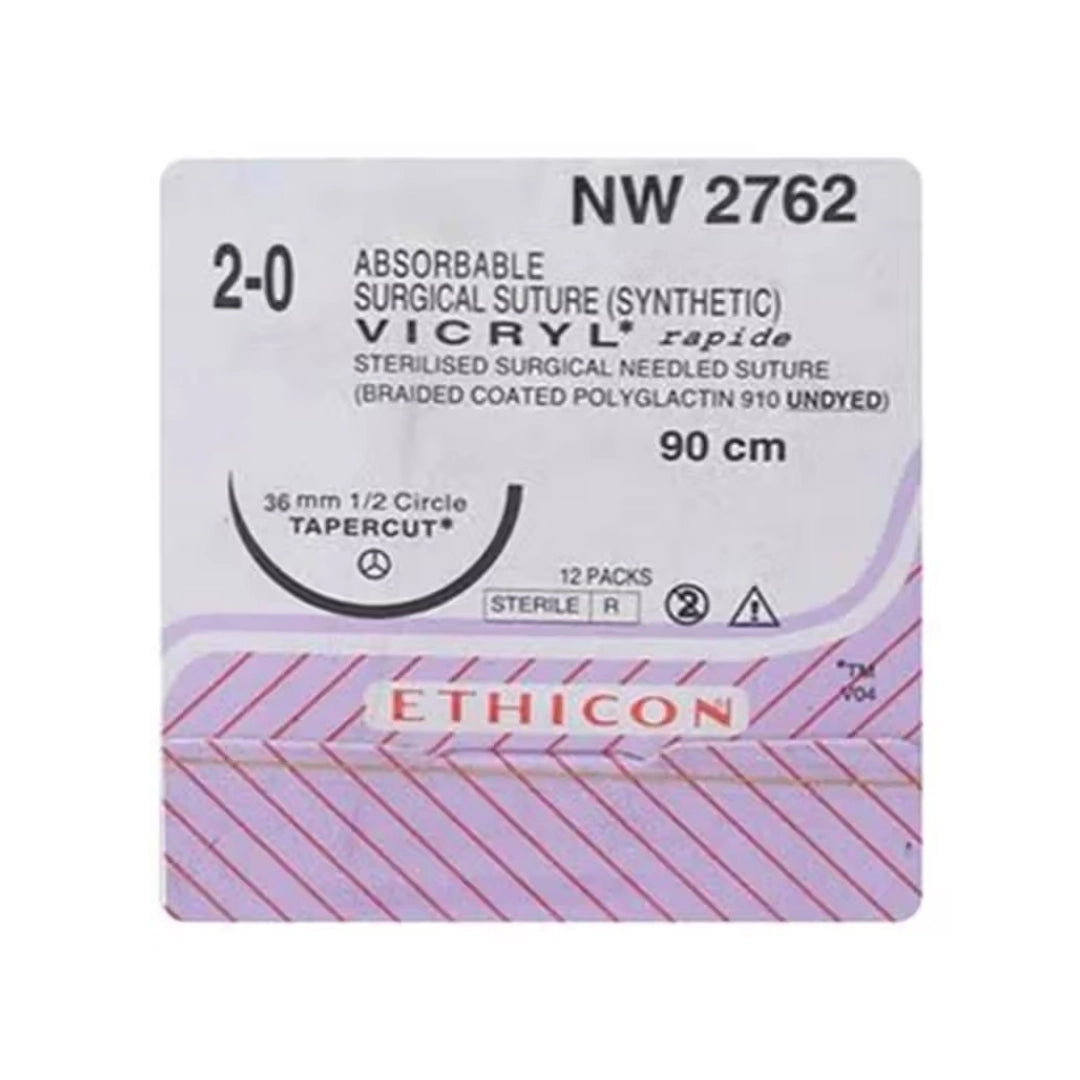 NW 2762
2-0
ABSORBABLE
SURGICAL SUTURE (SYNTHETIC)
VICRYL* rapide
STERILISED SURGICAL NEEDLED SUTURE
(BRAIDED COATED POLYGLACTIN 910 UNDYED)
90 cm
36 mm 1/2 Circle
TAPERCUT*
12 PACKS
STERILE R
2
!
*TM
V04
ETHICON